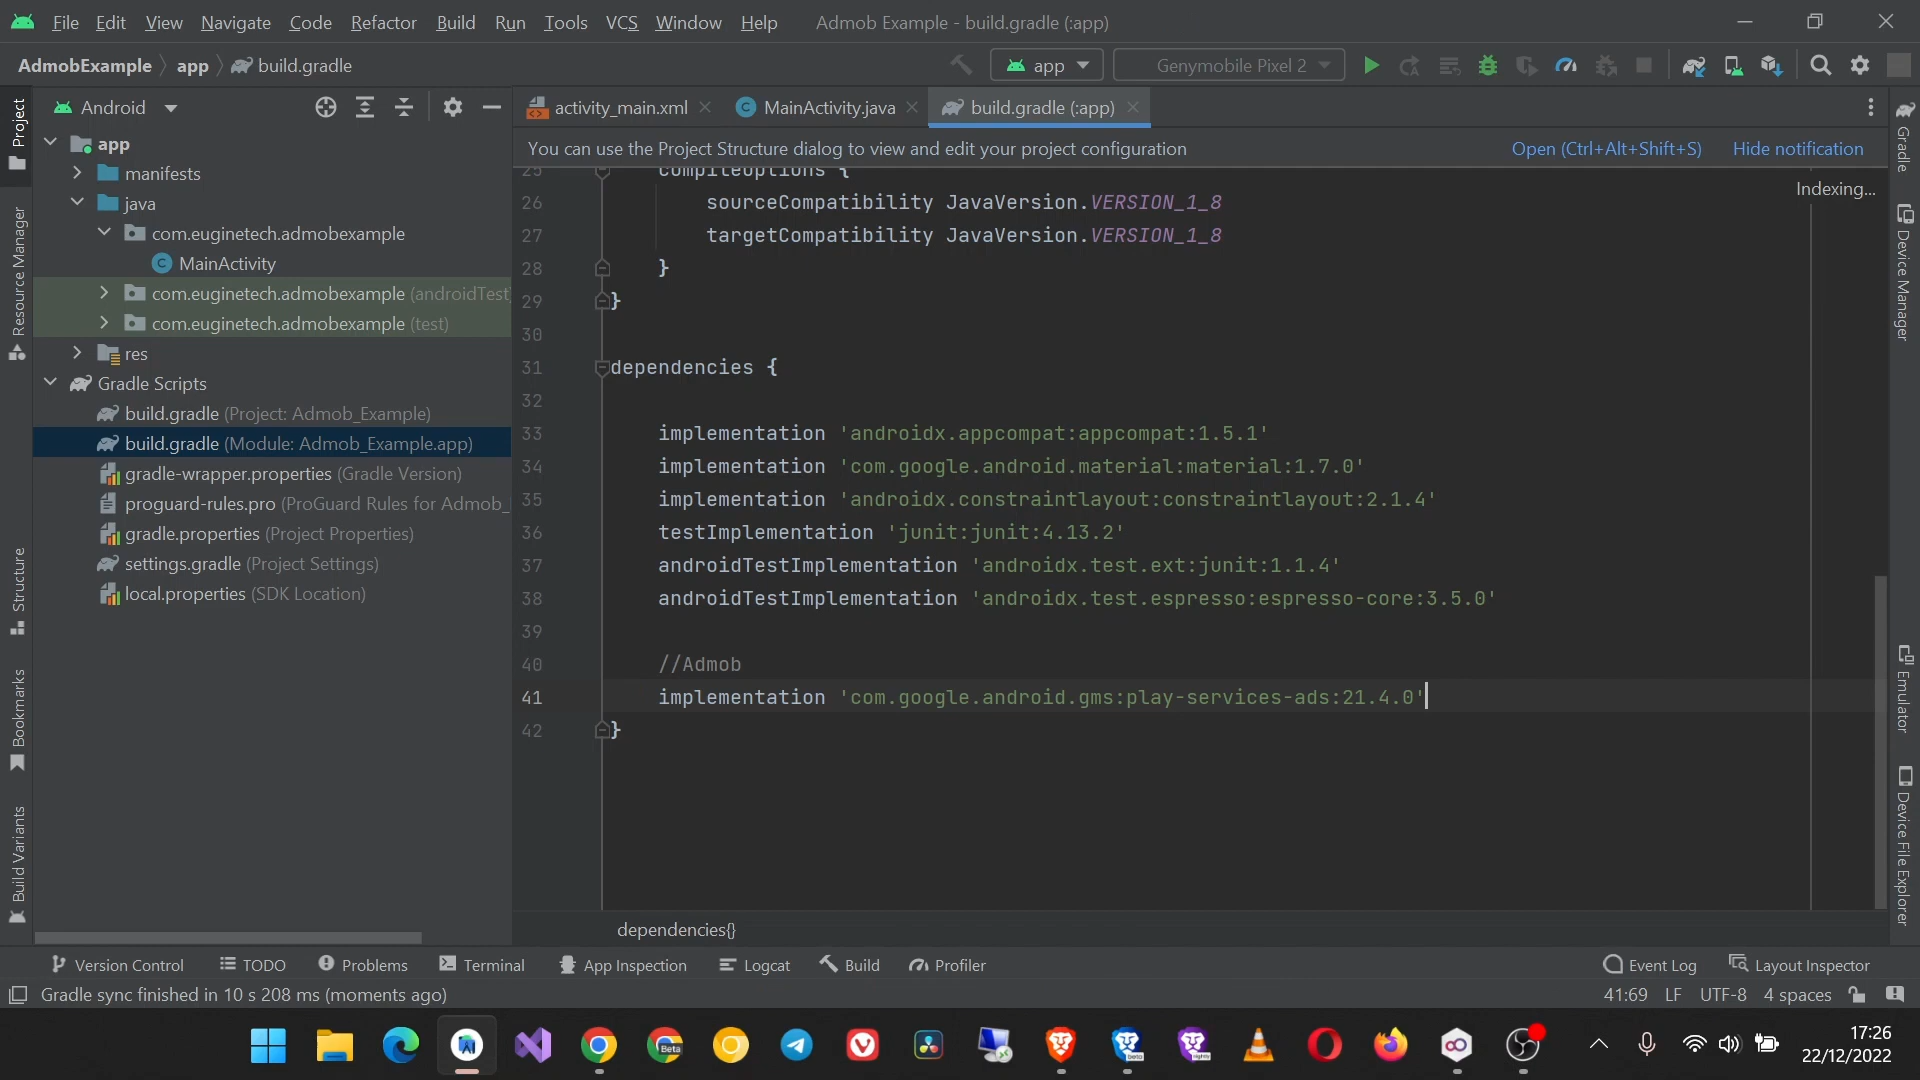 File Edit View Navigate Code Refactor Build Run Tools VCS Window Help Admob Example - build.gradle (:app)
AdmobExample app build.gradle
app Genymobile Pixel 2
Project
Resource Manager
Structure
Bookmarks
Build Variants
Android
app
manifests
java
com.euginetech.admobexample
MainActivity
com.euginetech.admobexample (androidTest
com.euginetech.admobexample (test)
res
Gradle Scripts
build.gradle (Project: Admob_Example)
build.gradle (Module: Admob_Example.app)
gradle-wrapper.properties (Gradle Version)
proguard-rules.pro (ProGuard Rules for Admob_
gradle.properties (Project Properties)
settings.gradle (Project Settings)
local.properties (SDK Location)
activity_main.xml MainActivity.java build.gradle (:app)
You can use the Project Structure dialog to view and edit your project configuration Open (Ctrl+Alt+Shift+S) Hide notification
Indexing...
25 compileOptions {
26 sourceCompatibility JavaVersion.VERSION_1_8
27 targetCompatibility JavaVersion.VERSION_1_8
28 }
29 }
30
31 dependencies {
32
33 implementation 'androidx.appcompat:appcompat:1.5.1'
34 implementation 'com.google.android.material:material:1.7.0'
35 implementation 'androidx.constraintlayout:constraintlayout:2.1.4'
36 testImplementation 'junit:junit:4.13.2'
37 androidTestImplementation 'androidx.test.ext:junit:1.1.4'
38 androidTestImplementation 'androidx.test.espresso:espresso-core:3.5.0'
39
40 //Admob
41 implementation 'com.google.android.gms:play-services-ads:21.4.0'
42 }
dependencies{}
Gradle
Device Manager
Emulator
Device File Explorer
Version Control TODO Problems Terminal App Inspection Logcat Build Profiler Event Log Layout Inspector
Gradle sync finished in 10 s 208 ms (moments ago) 41:69 LF UTF-8 4 spaces
Beta
17:26
22/12/2022